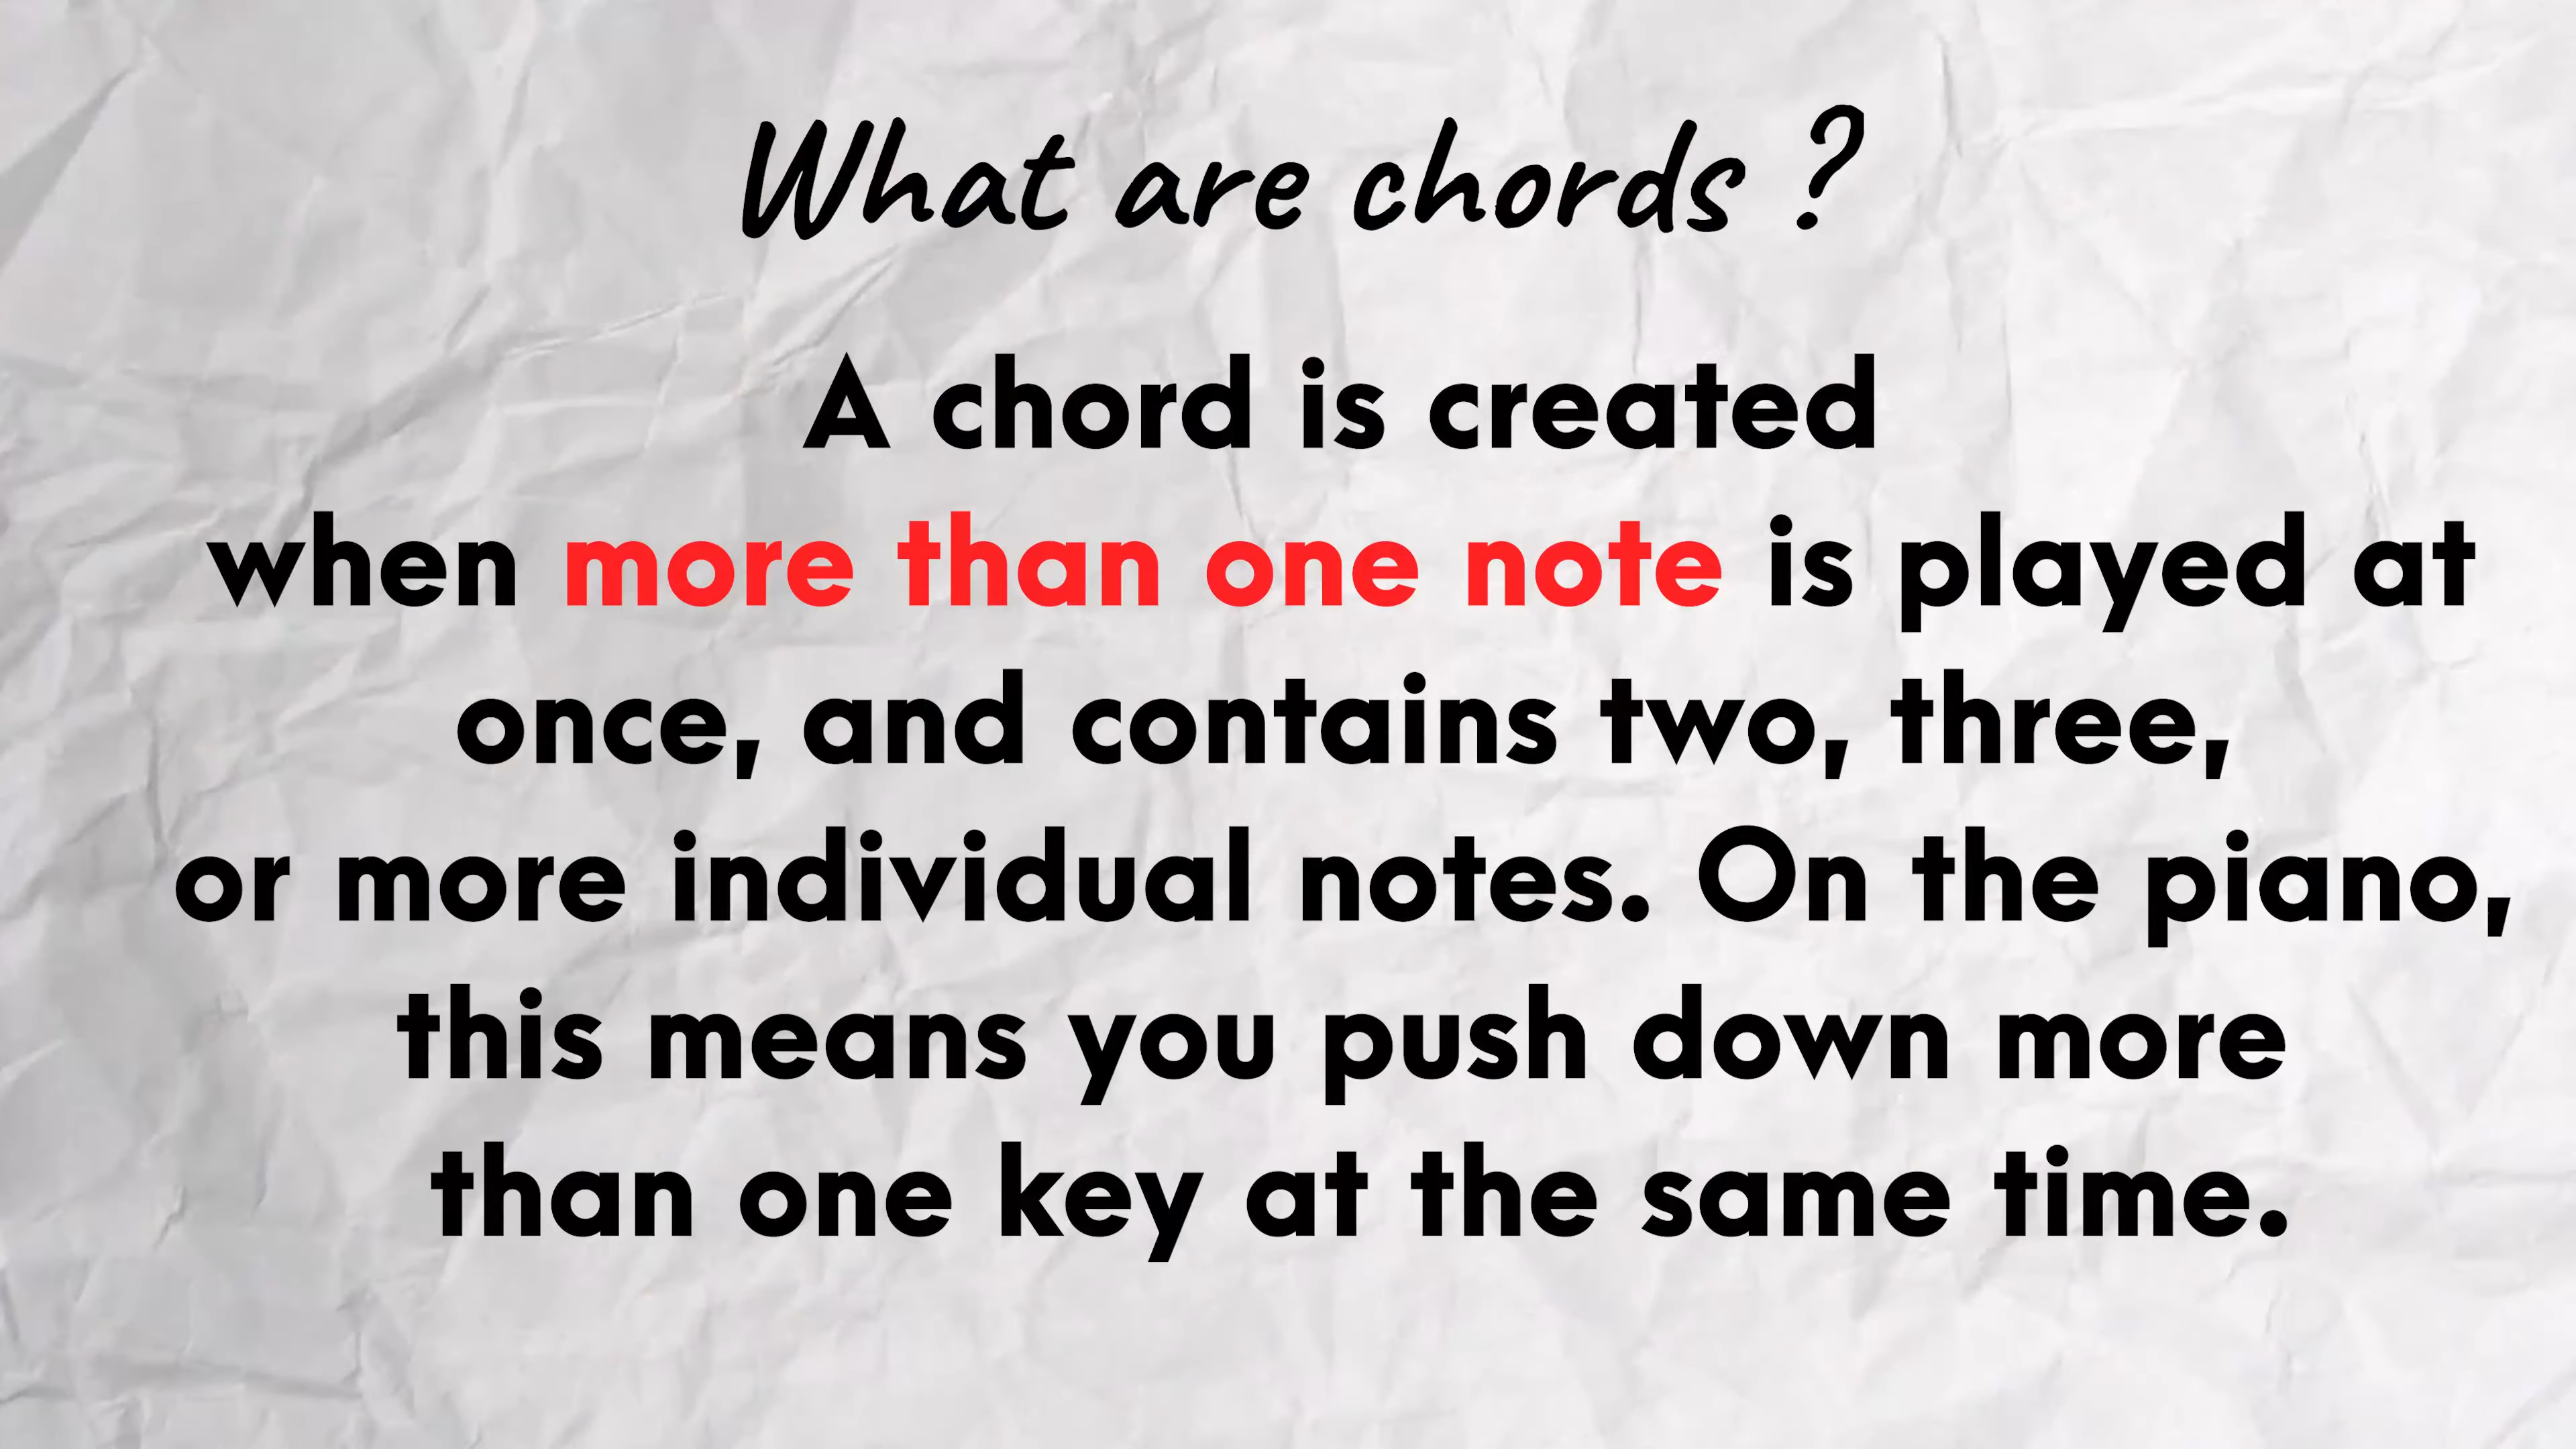 What are chords ?
A chord is created
when more than one note is played at
once, and contains two, three,
or more individual notes. On the piano,
this means you push down more
than one key at the same time.